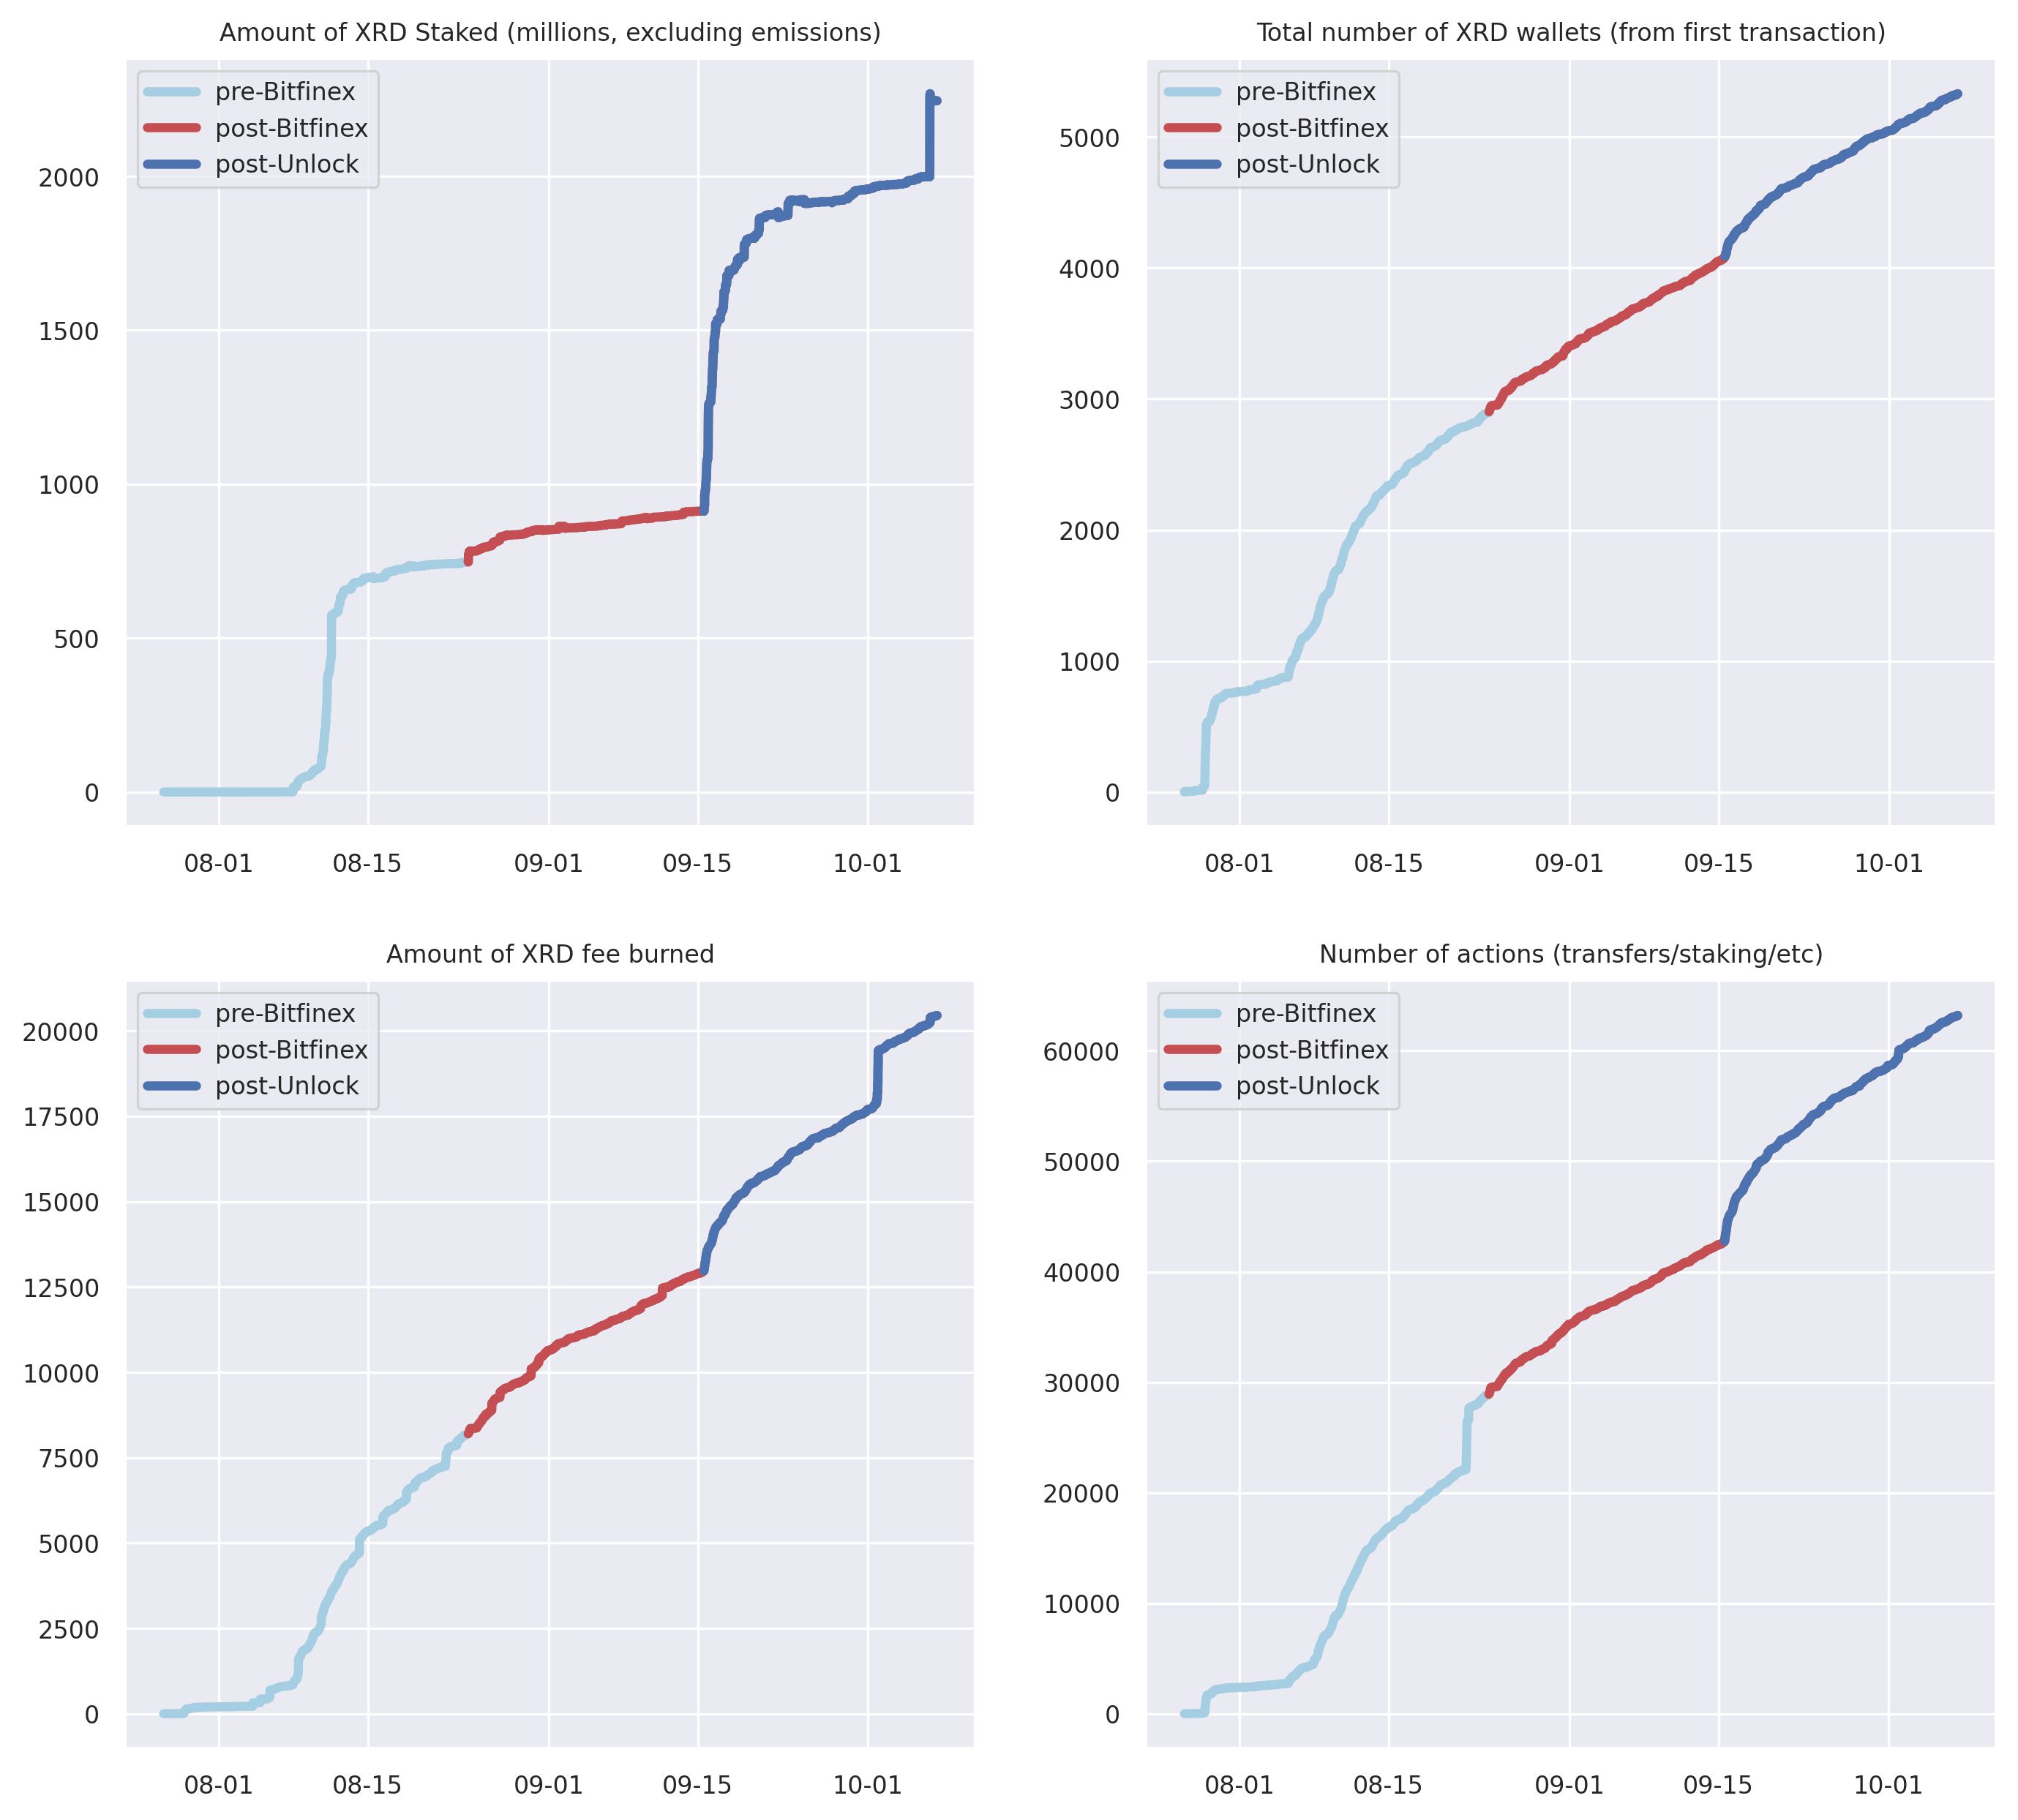 Amount of XRD Staked (millions, excluding emissions)
pre-Bitfinex
post-Bitfinex
post-Unlock
2000
1500
1000
500
0
08-01 08-15 09-01 09-15 10-01
Total number of XRD wallets (from first transaction)
pre-Bitfinex
post-Bitfinex
post-Unlock
5000
4000
3000
2000
1000
0
08-01 08-15 09-01 09-15 10-01
Amount of XRD fee burned
pre-Bitfinex
post-Bitfinex
post-Unlock
20000
17500
15000
12500
10000
7500
5000
2500
0
08-01 08-15 09-01 09-15 10-01
Number of actions (transfers/staking/etc)
pre-Bitfinex
post-Bitfinex
post-Unlock
60000
50000
40000
30000
20000
10000
0
08-01 08-15 09-01 09-15 10-01